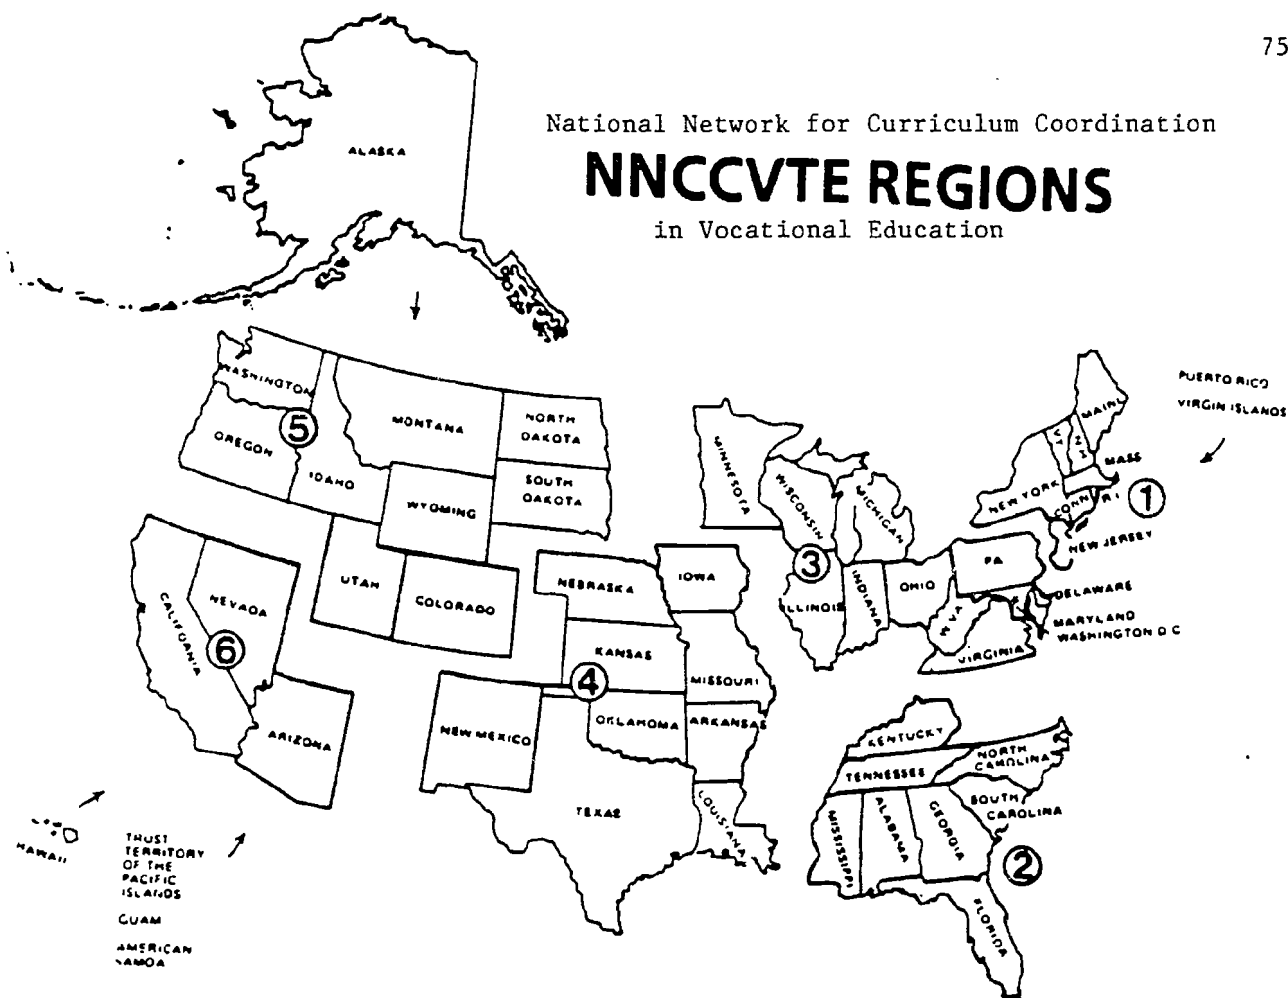 75
National Network for Curriculum Coordination
NNCCVTE REGIONS
in Vocational Education
ALASKA
WASHINGTON
OREGON
5
IDAHO
MONTANA
WYOMING
NORTH
DAKOTA
SOUTH
DAKOTA
UTAH
COLORADO
CALIFORNIA
NEVADA
6
ARIZONA
HAWAII
TRUST
TERRITORY
OF THE
PACIFIC
ISLANDS
GUAM
AMERICAN
SAMOA
NEBRASKA
IOWA
KANSAS
MISSOURI
4
NEW MEXICO
OKLAHOMA
ARKANSAS
TEXAS
LOUISIANA
MINNESOTA
WISCONSIN
MICHIGAN
3
ILLINOIS
INDIANA
OHIO
PUERTO RICO
VIRGIN ISLANDS
MAINE
VT
N H
MASS
NEW YORK
CONN
R I
1
NEW JERSEY
PA
DELAWARE
MARYLAND
WASHINGTON D C
W VA
VIRGINIA
KENTUCKY
TENNESSEE
NORTH
CAROLINA
SOUTH
CAROLINA
MISSISSIPPI
ALABAMA
GEORGIA
2
FLORIDA